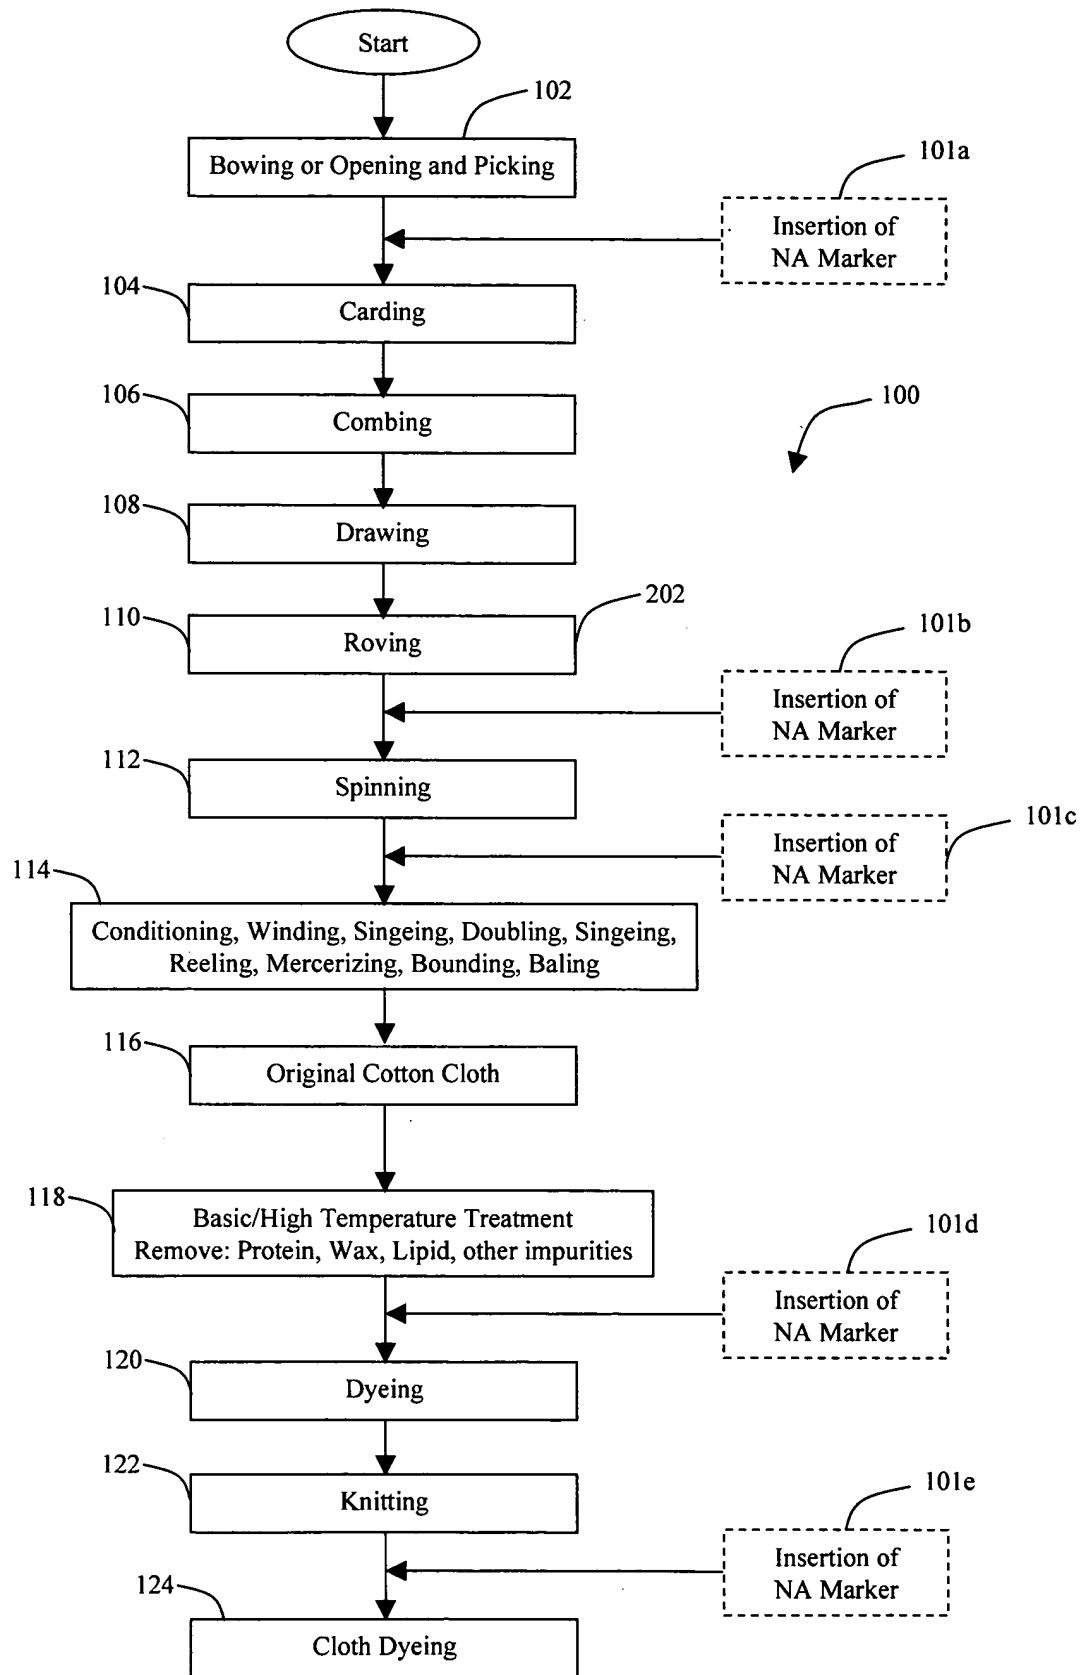 Start
102
Bowing or Opening and Picking
101a
Insertion of
NA Marker
104
Carding
106
Combing
100
108
Drawing
110
Roving
202
101b
Insertion of
NA Marker
112
Spinning
101c
Insertion of
NA Marker
114
Conditioning, Winding, Singeing, Doubling, Singeing,
Reeling, Mercerizing, Bounding, Baling
116
Original Cotton Cloth
118
Basic/High Temperature Treatment
Remove: Protein, Wax, Lipid, other impurities
101d
Insertion of
NA Marker
120
Dyeing
122
Knitting
101e
Insertion of
NA Marker
124
Cloth Dyeing